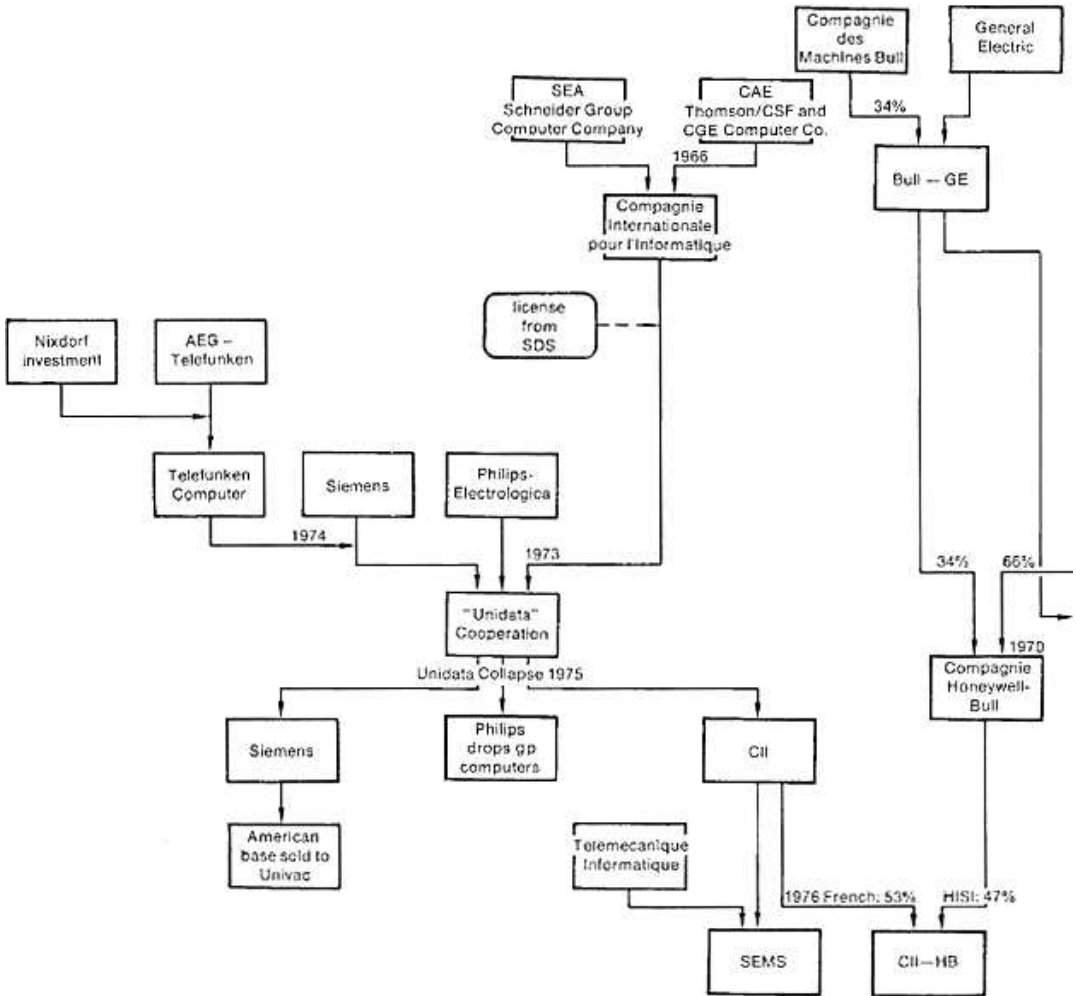 Compagnie
des
Machines Bull
General
Electric
SEA
Schneider Group
Computer Company
CAE
Thomson/CSF and
CGE Computer Co.
34%
1966
Bull — GE
Compagnie
Internationale
pour l'Informatique
license
from
SDS
Nixdorf
investment
AEG –
Telefunken
Telefunken
Computer
Siemens
Philips-
Electrologica
1974
1973
34%
66%
"Unidata"
Cooperation
Unidata Collapse 1975
1970
Compagnie
Honeywell-
Bull
Siemens
Philips
drops gp
computers
CII
American
base sold to
Univac
Telemecanique
Informatique
1976 French: 53%
HISI: 47%
SEMS
CII—HB